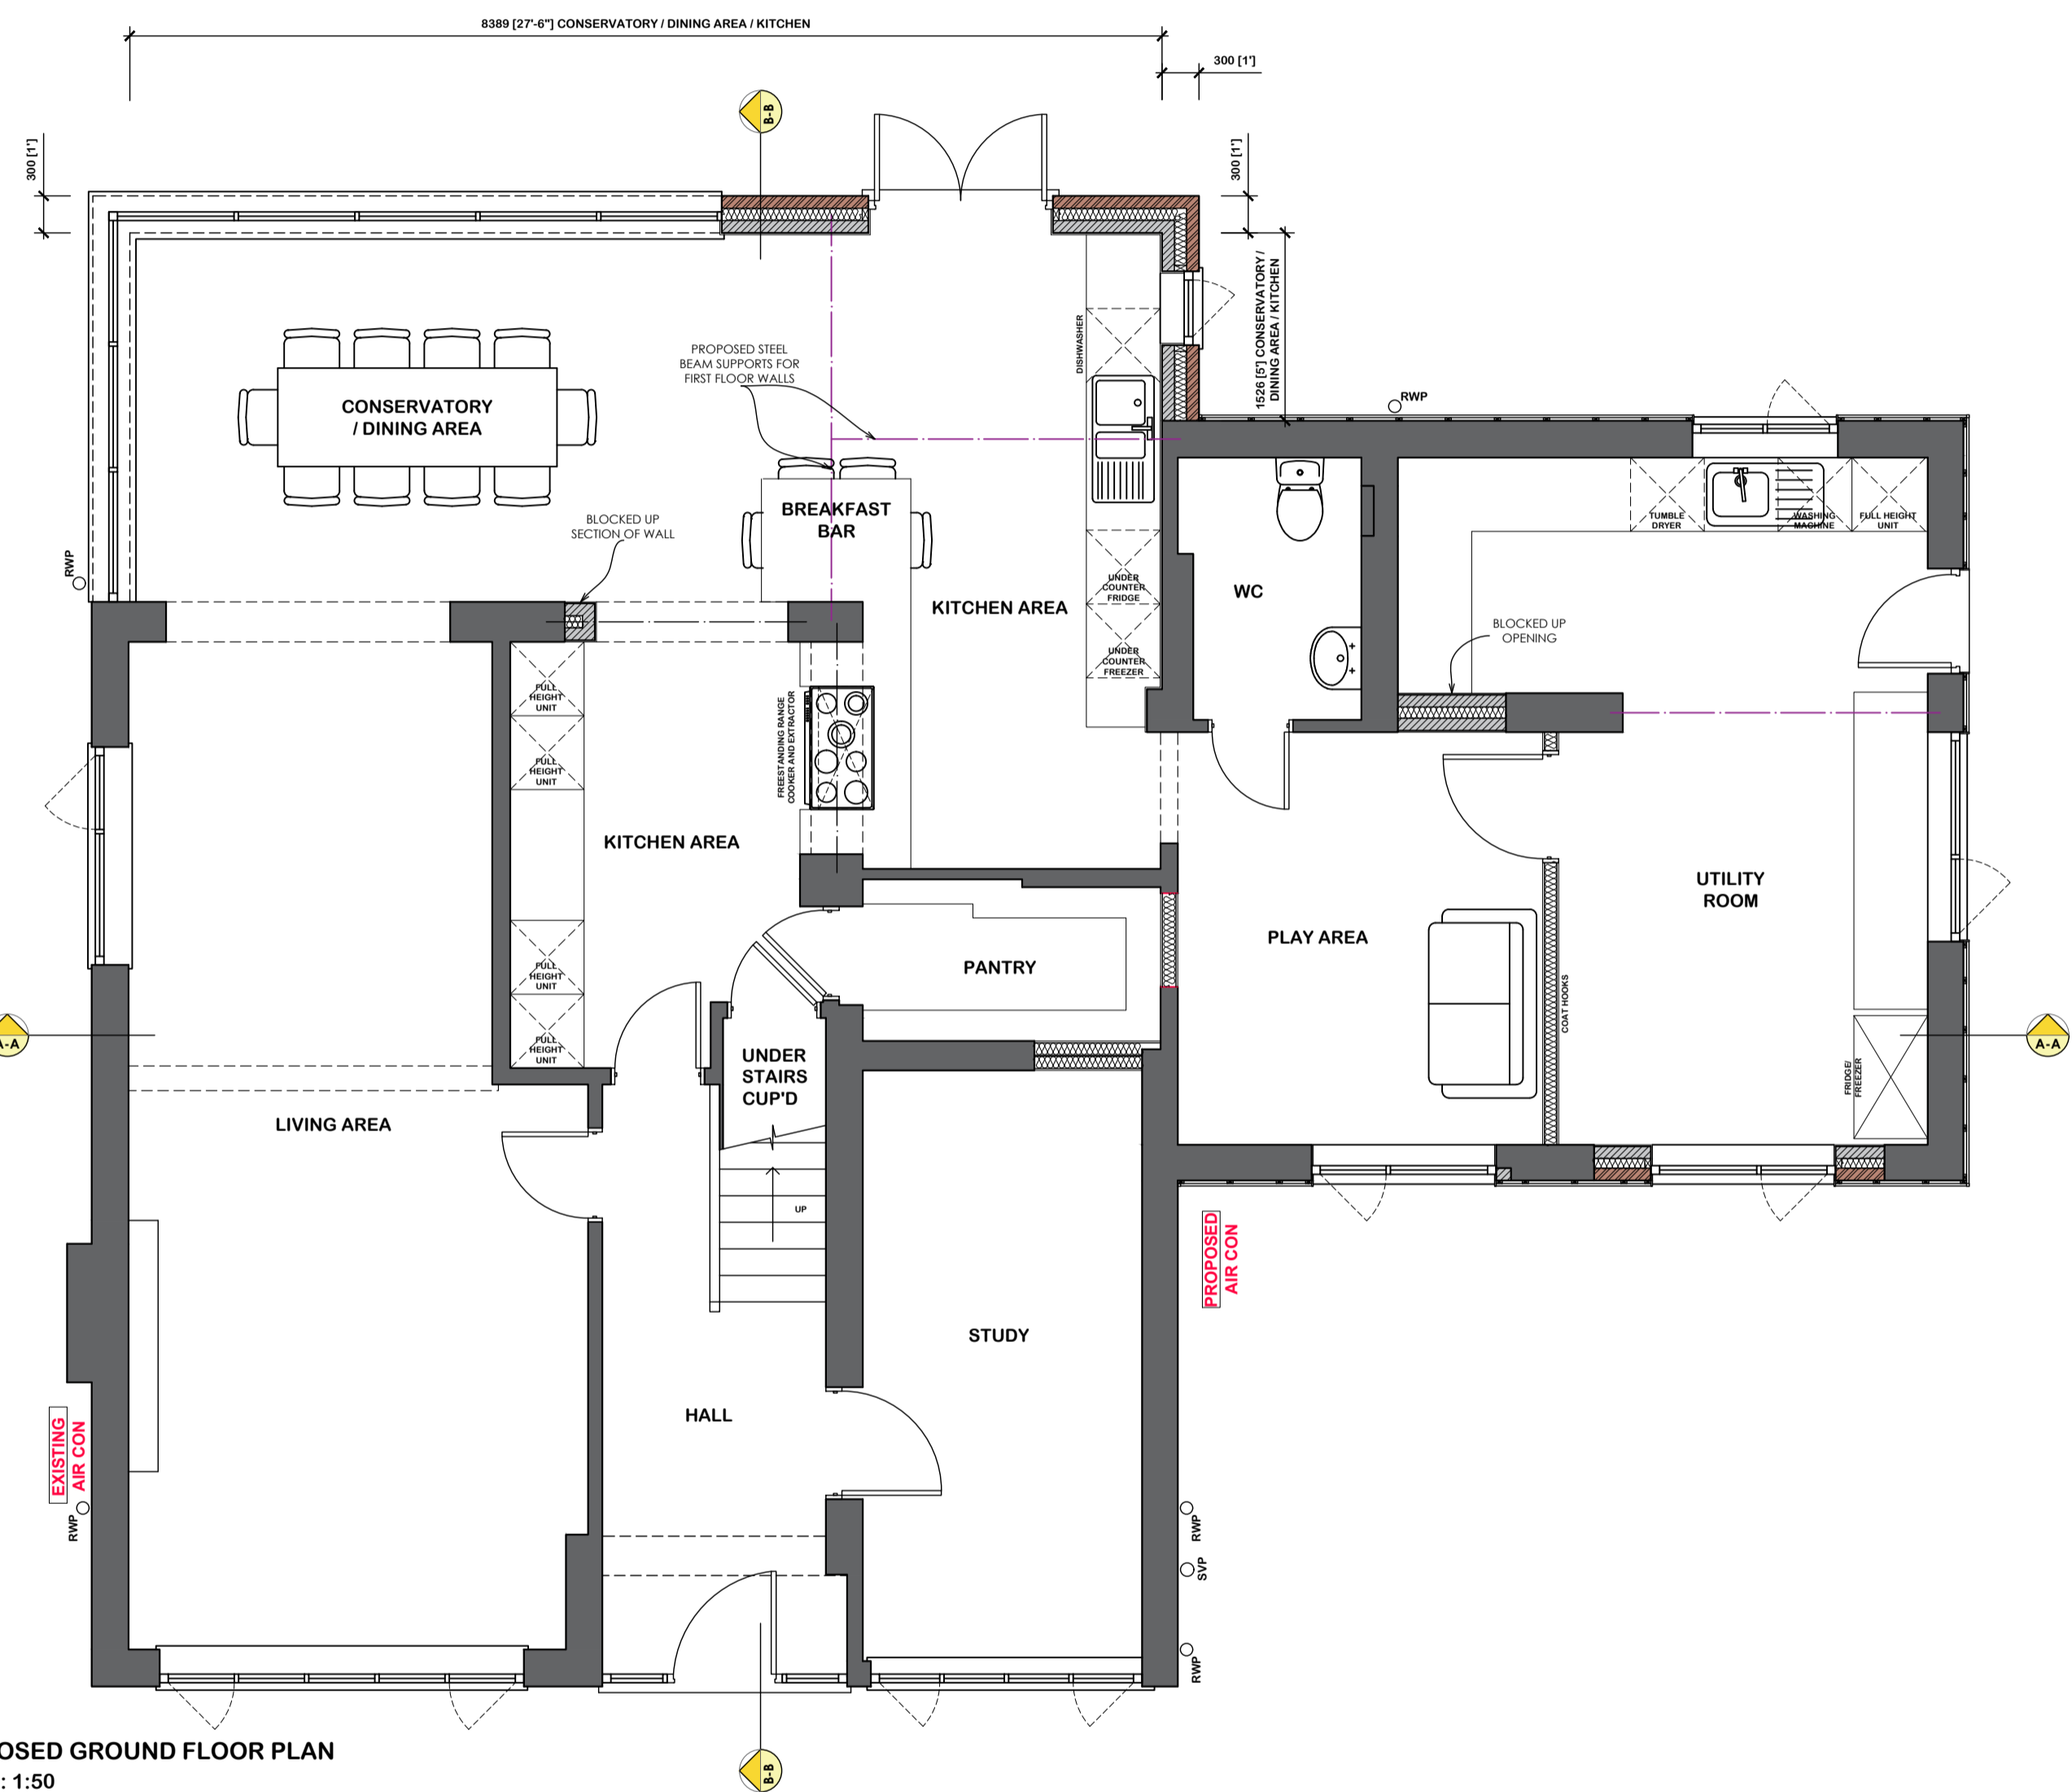 8389 [27'-6"] CONSERVATORY / DINING AREA / KITCHEN
300 [1']
B-B
300 [1']
300 [1']
1526 [5'] CONSERVATORY /
DINING AREA / KITCHEN
DISHWASHER
PROPOSED STEEL
BEAM SUPPORTS FOR
FIRST FLOOR WALLS
RWP
CONSERVATORY
/ DINING AREA
BREAKFAST
BAR
BLOCKED UP
SECTION OF WALL
TUMBLE
DRYER
WASHING
MACHINE
FULL HEIGHT
UNIT
RWP
UNDER
COUNTER
FRIDGE
KITCHEN AREA
WC
BLOCKED UP
OPENING
UNDER
COUNTER
FREEZER
FULL
HEIGHT
UNIT
FULL
HEIGHT
UNIT
FREESTANDING RANGE
COOKER AND EXTRACTOR
KITCHEN AREA
UTILITY
ROOM
PLAY AREA
PANTRY
FULL
HEIGHT
UNIT
FULL
HEIGHT
UNIT
COAT HOOKS
A-A
A-A
UNDER
STAIRS
CUP'D
FRIDGE/
FREEZER
LIVING AREA
UP
PROPOSED
AIR CON
STUDY
HALL
EXISTING
AIR CON
RWP
RWP
SVP
RWP
OSED GROUND FLOOR PLAN
: 1:50
B-B